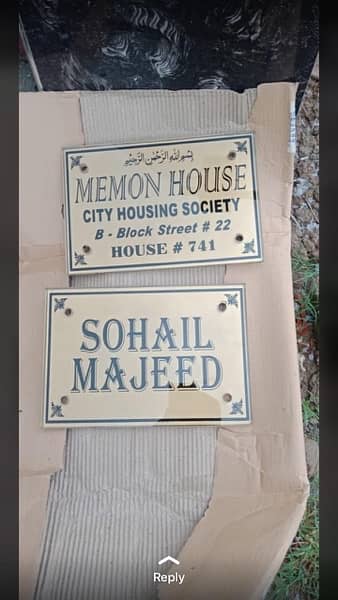 بسم الله الرحمن الرحيم
MEMON HOUSE
CITY HOUSING SOCIETY
B - Block Street # 22
HOUSE # 741
SOHAIL
MAJEED
Reply